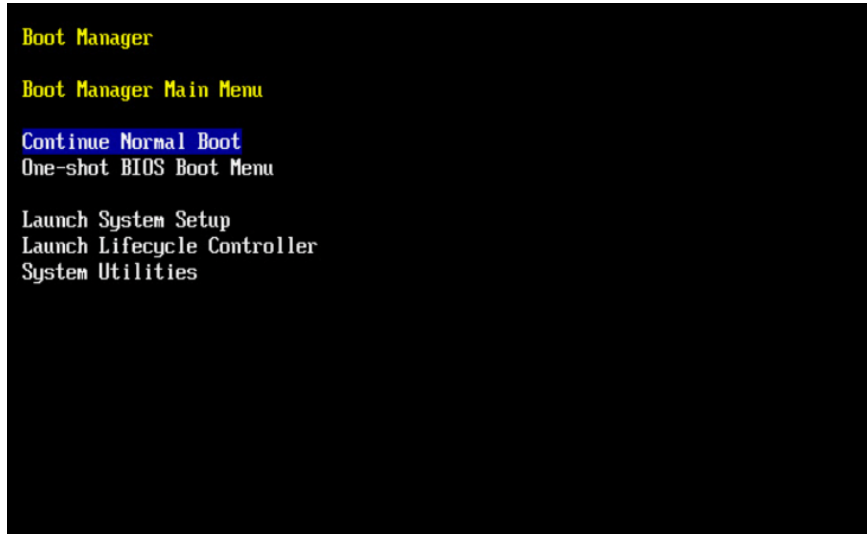 Boot Manager
Boot Manager Main Menu
Continue Normal Boot
One-shot BIOS Boot Menu
Launch System Setup
Launch Lifecycle Controller
System Utilities